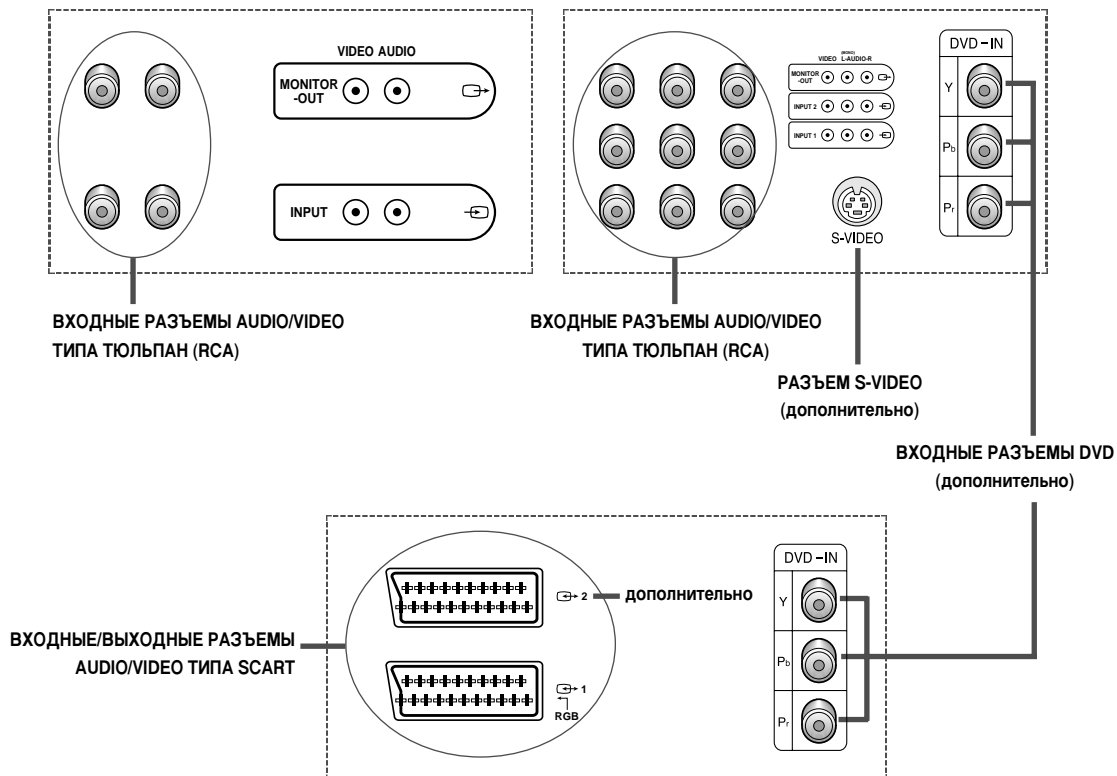 VIDEO AUDIO
MONITOR
-OUT
INPUT
ВХОДНЫЕ РАЗЪЕМЫ AUDIO/VIDEO
ТИПА ТЮЛЬПАН (RCA)
(MONO)
VIDEO L-AUDIO-R
MONITOR
-OUT
INPUT 2
INPUT 1
S-VIDEO
DVD-IN
Y
Pb
Pr
ВХОДНЫЕ РАЗЪЕМЫ AUDIO/VIDEO
ТИПА ТЮЛЬПАН (RCA)
РАЗЪЕМ S-VIDEO
(дополнительно)
ВХОДНЫЕ РАЗЪЕМЫ DVD
(дополнительно)
ВХОДНЫЕ/ВЫХОДНЫЕ РАЗЪЕМЫ
AUDIO/VIDEO ТИПА SCART
2
дополнительно
1
RGB
DVD-IN
Y
Pb
Pr